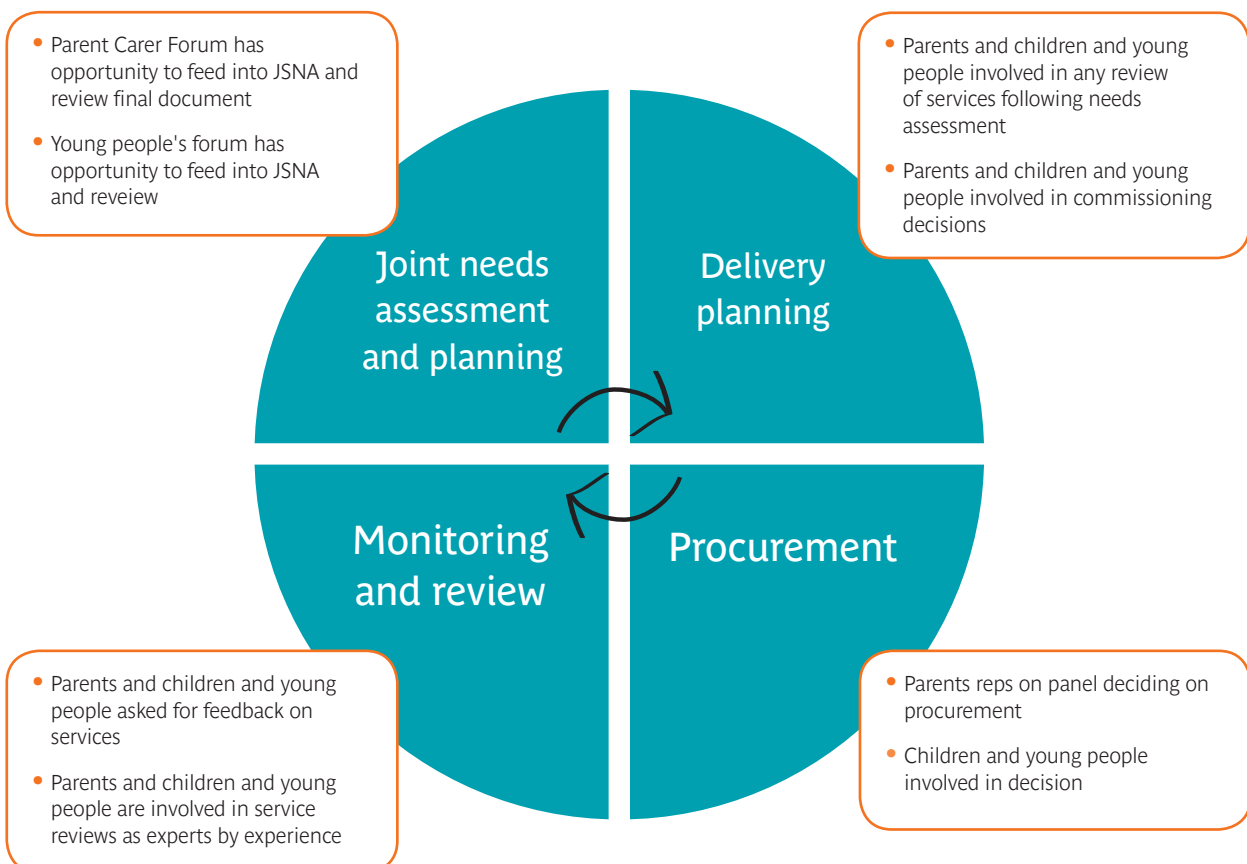 • Parent Carer Forum has
opportunity to feed into JSNA and
review final document
• Young people's forum has
opportunity to feed into JSNA
and reveiew
• Parents and children and young
people involved in any review
of services following needs
assessment
• Parents and children and young
people involved in commissioning
decisions
Joint needs
assessment
and planning
Delivery
planning
Monitoring
and review
Procurement
• Parents and children and young
people asked for feedback on
services
• Parents and children and young
people are involved in service
reviews as experts by experience
• Parents reps on panel deciding on
procurement
• Children and young people
involved in decision